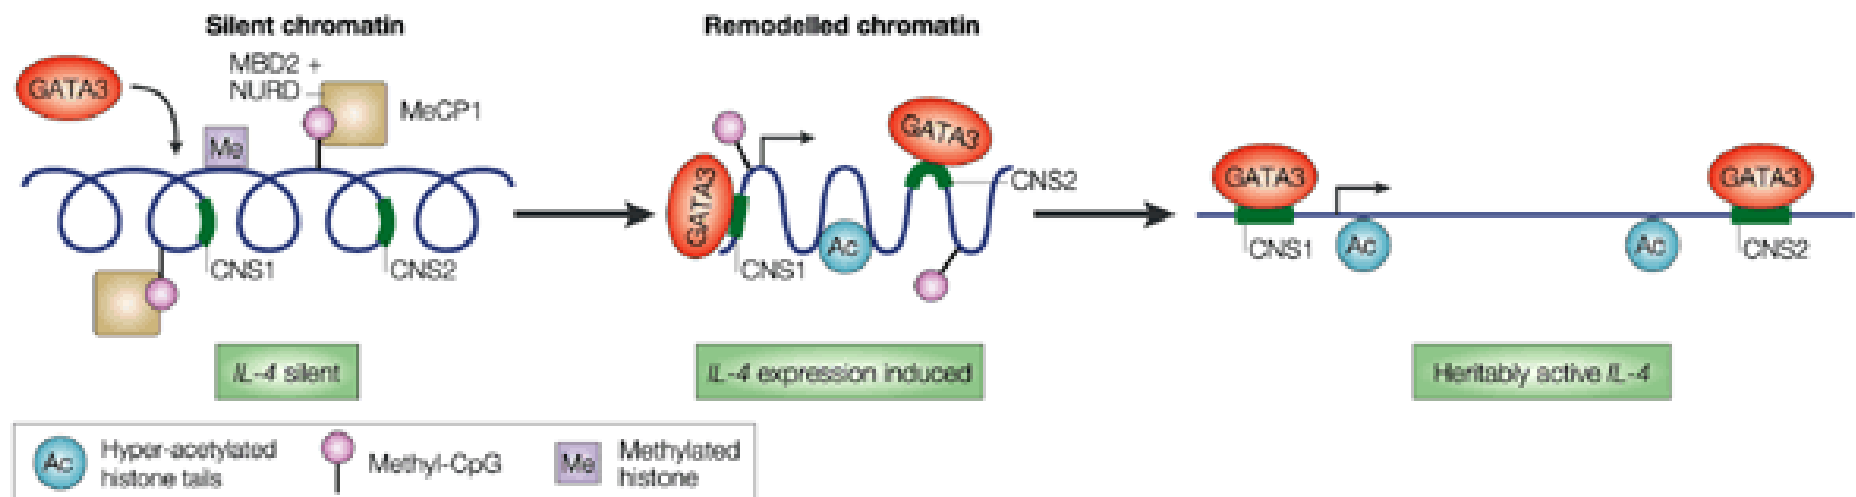 Silent chromatin
Remodelled chromatin
MBD2 +
NURD
MeCP1
GATA3
Me
CNS1
CNS2
GATA3
GATA3
CNS2
Ac
CNS1
GATA3
GATA3
CNS1
Ac
Ac
CNS2
IL-4 silent
IL-4 expression induced
Heritably active IL-4
Ac
Hyper-acetylated
histone tails
Methyl-CpG
Me
Methylated
histone